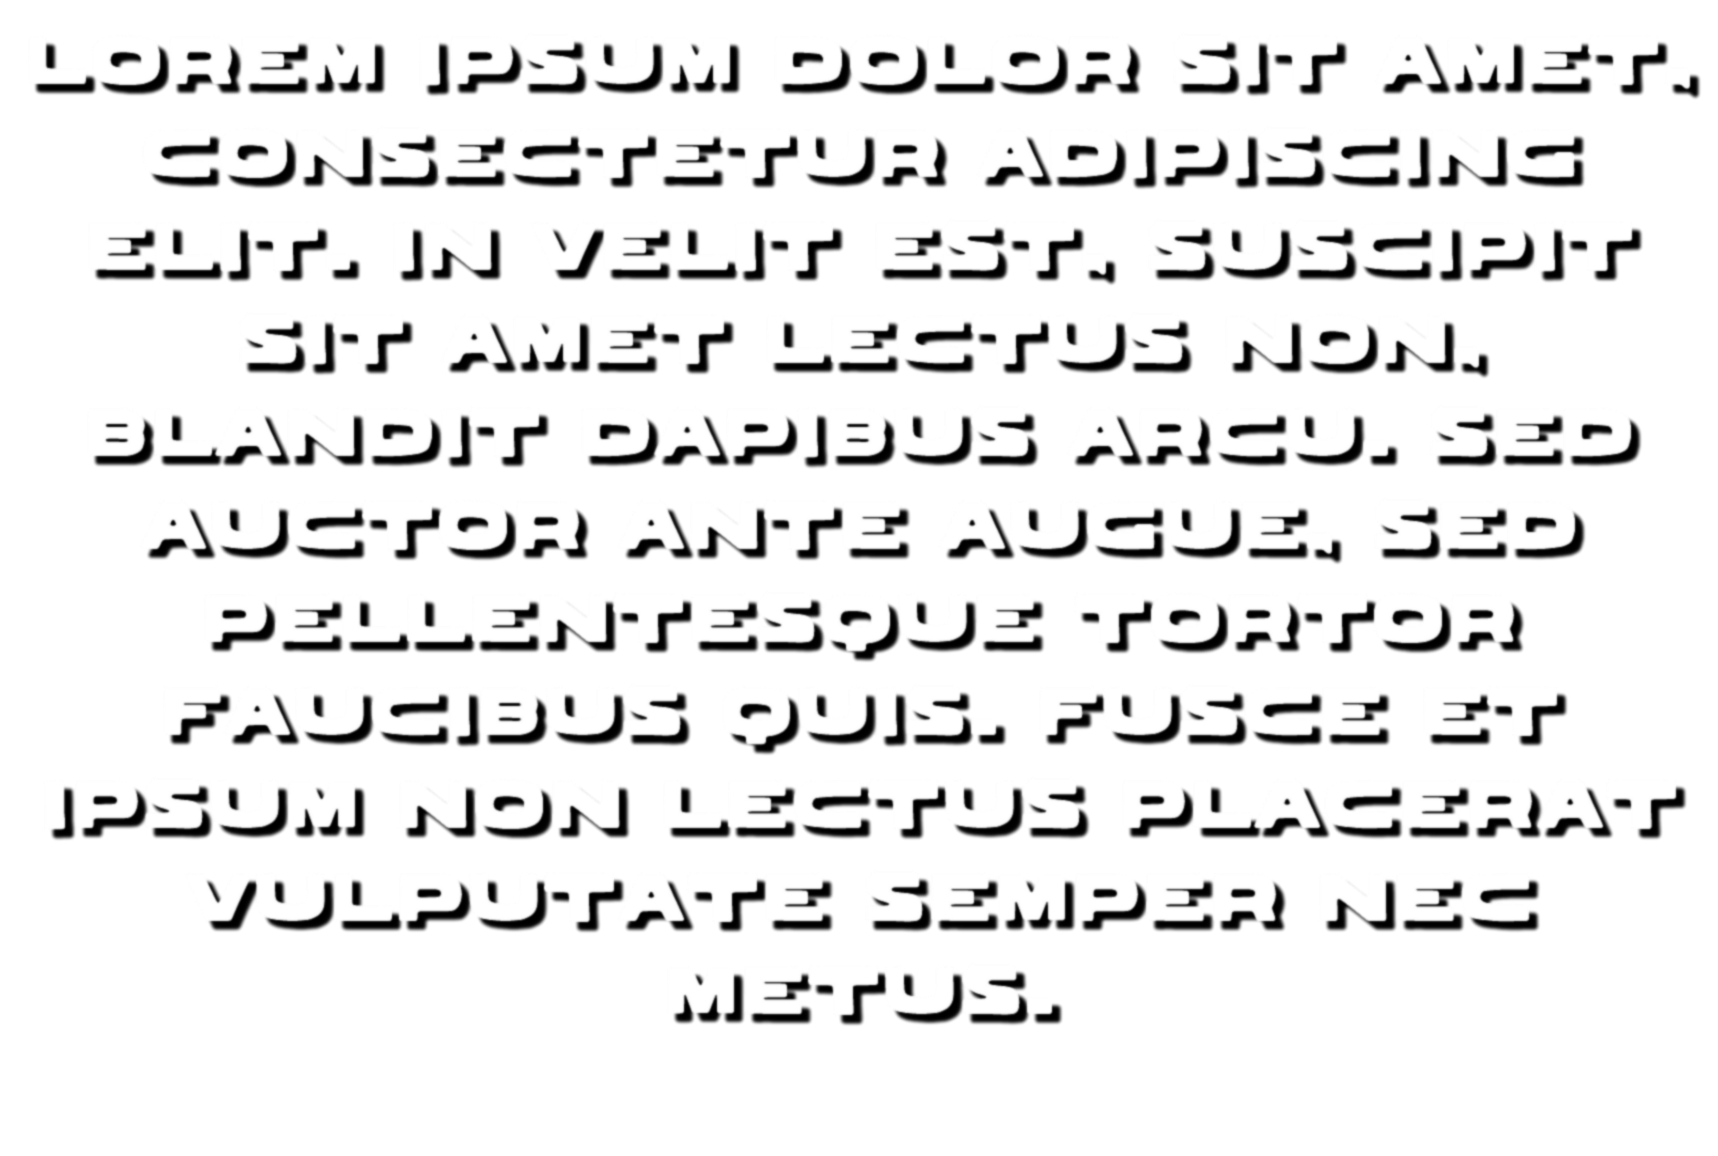 LOREM IPSUM DOLOR SIT AMET,
CONSECTETUR ADIPISCING
ELIT. IN VELIT EST, SUSCIPIT
SIT AMET LECTUS NON,
BLANDIT DAPIBUS ARCU. SED
AUCTOR ANTE AUGUE, SED
PELLENTESQUE TORTOR
FAUCIBUS QUIS. FUSCE ET
IPSUM NON LECTUS PLACERAT
VULPUTATE SEMPER NEC
METUS.